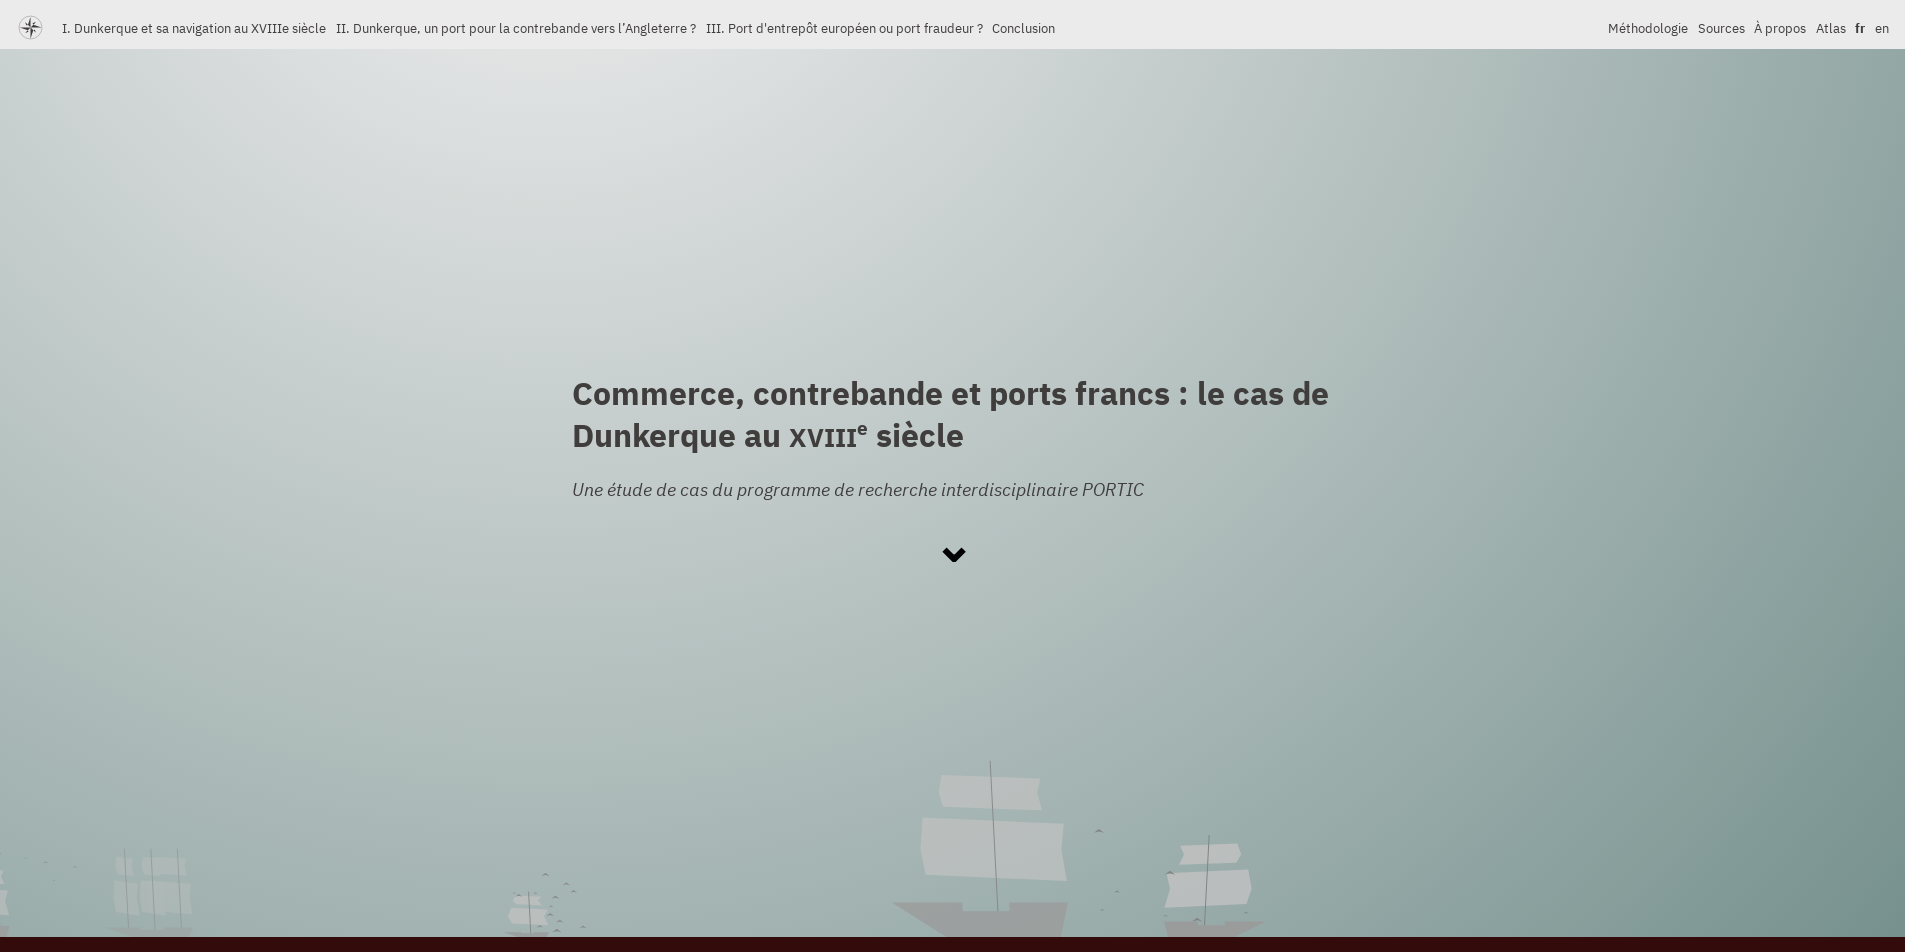 I. Dunkerque et sa navigation au XVIIIe siècle II. Dunkerque, un port pour la contrebande vers l’Angleterre ? III. Port d'entrepôt européen ou port fraudeur ? Conclusion Méthodologie Sources À propos Atlas fr en
Commerce, contrebande et ports francs : le cas de
Dunkerque au XVIIIe siècle
Une étude de cas du programme de recherche interdisciplinaire PORTIC